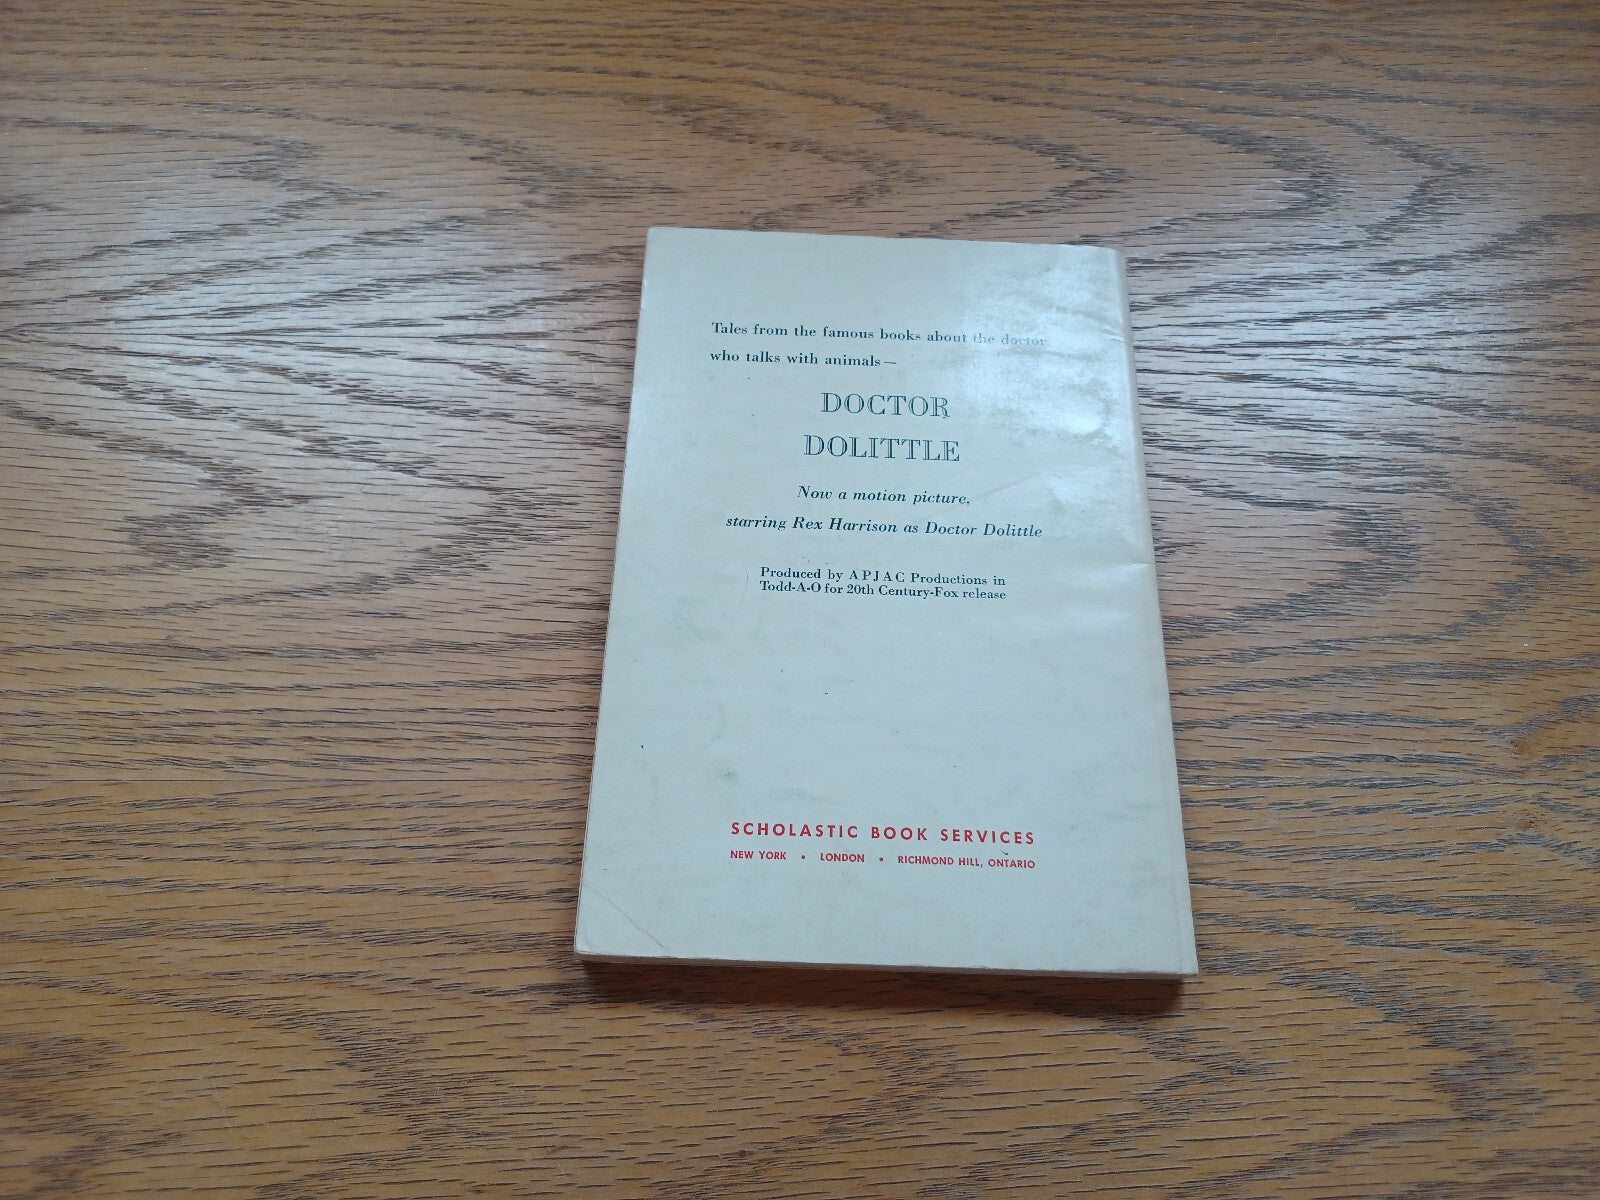 Tales from the famous books about the doctor
who talks with animals—
DOCTOR
DOLITTLE
Now a motion picture,
starring Rex Harrison as Doctor Dolittle
Produced by APJAC Productions in
Todd-A-O for 20th Century-Fox release
SCHOLASTIC BOOK SERVICES
NEW YORK • LONDON • RICHMOND HILL, ONTARIO